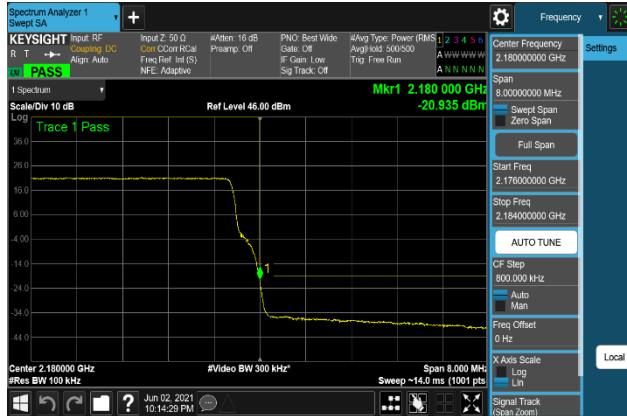 Spectrum Analyzer 1
Swept SA
+
Frequency
KEYSIGHT
R T
LXI
PASS
Input: RF
Coupling: DC
Align: Auto
Input Z: 50 Ω
Corr CCorr RCal
Freq Ref: Int (S)
NFE: Adaptive
#Atten: 16 dB
Preamp: Off
PNO: Best Wide
Gate: Off
IF Gain: Low
Sig Track: Off
#Avg Type: Power (RMS
Avg|Hold: 500/500
Trig: Free Run
1 2 3 4 5 6
A W W W W W
A N N N N N
Center Frequency
2.180000000 GHz
Settings
Span
8.00000000 MHz
Swept Span
Zero Span
Full Span
Start Freq
2.176000000 GHz
Stop Freq
2.184000000 GHz
AUTO TUNE
CF Step
800.000 kHz
Auto
Man
Freq Offset
0 Hz
X Axis Scale
Log
Lin
Local
Signal Track
(Span Zoom)
1 Spectrum
Scale/Div 10 dB
Log
Ref Level 46.00 dBm
Mkr1 2.180 000 GHz
-20.935 dBm
Trace 1 Pass
36.0
26.0
16.0
6.00
-4.00
-14.0
-24.0
-34.0
-44.0
1
Center 2.180000 GHz
#Res BW 100 kHz
#Video BW 300 kHz*
Span 8.000 MHz
Sweep ~14.0 ms (1001 pts
?
Jun 02, 2021
10:14:29 PM